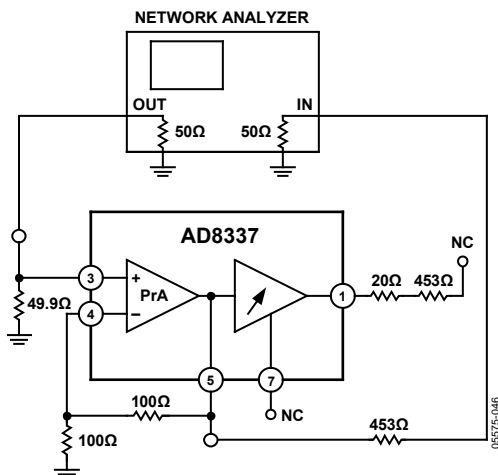 NETWORK ANALYZER
OUT
IN
50Ω
50Ω
AD8337
NC
3
+
PrA
1
20Ω
453Ω
49.9Ω
4
−
5
7
100Ω
NC
453Ω
100Ω
05575-046